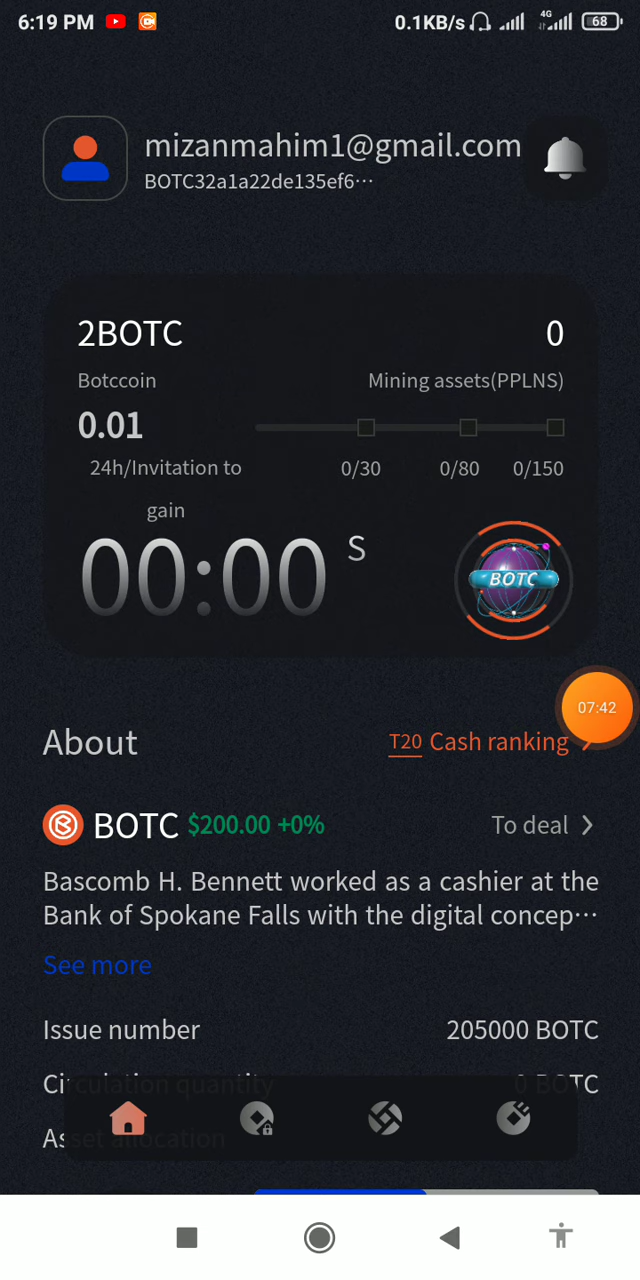 6:19 PM 0.1KB/s 4G 68
mizanmahim1@gmail.com
BOTC32a1a22de135ef6···
2BOTC 0
Botccoin Mining assets(PPLNS)
0.01
24h/Invitation to 0/30 0/80 0/150
gain
00:00 S
BOTC
07:42
About T20 Cash ranking
BOTC $200.00 +0% To deal
Bascomb H. Bennett worked as a cashier at the
Bank of Spokane Falls with the digital concep···
See more
Issue number 205000 BOTC
Circulation quantity 0 BOTC
Asset allocation